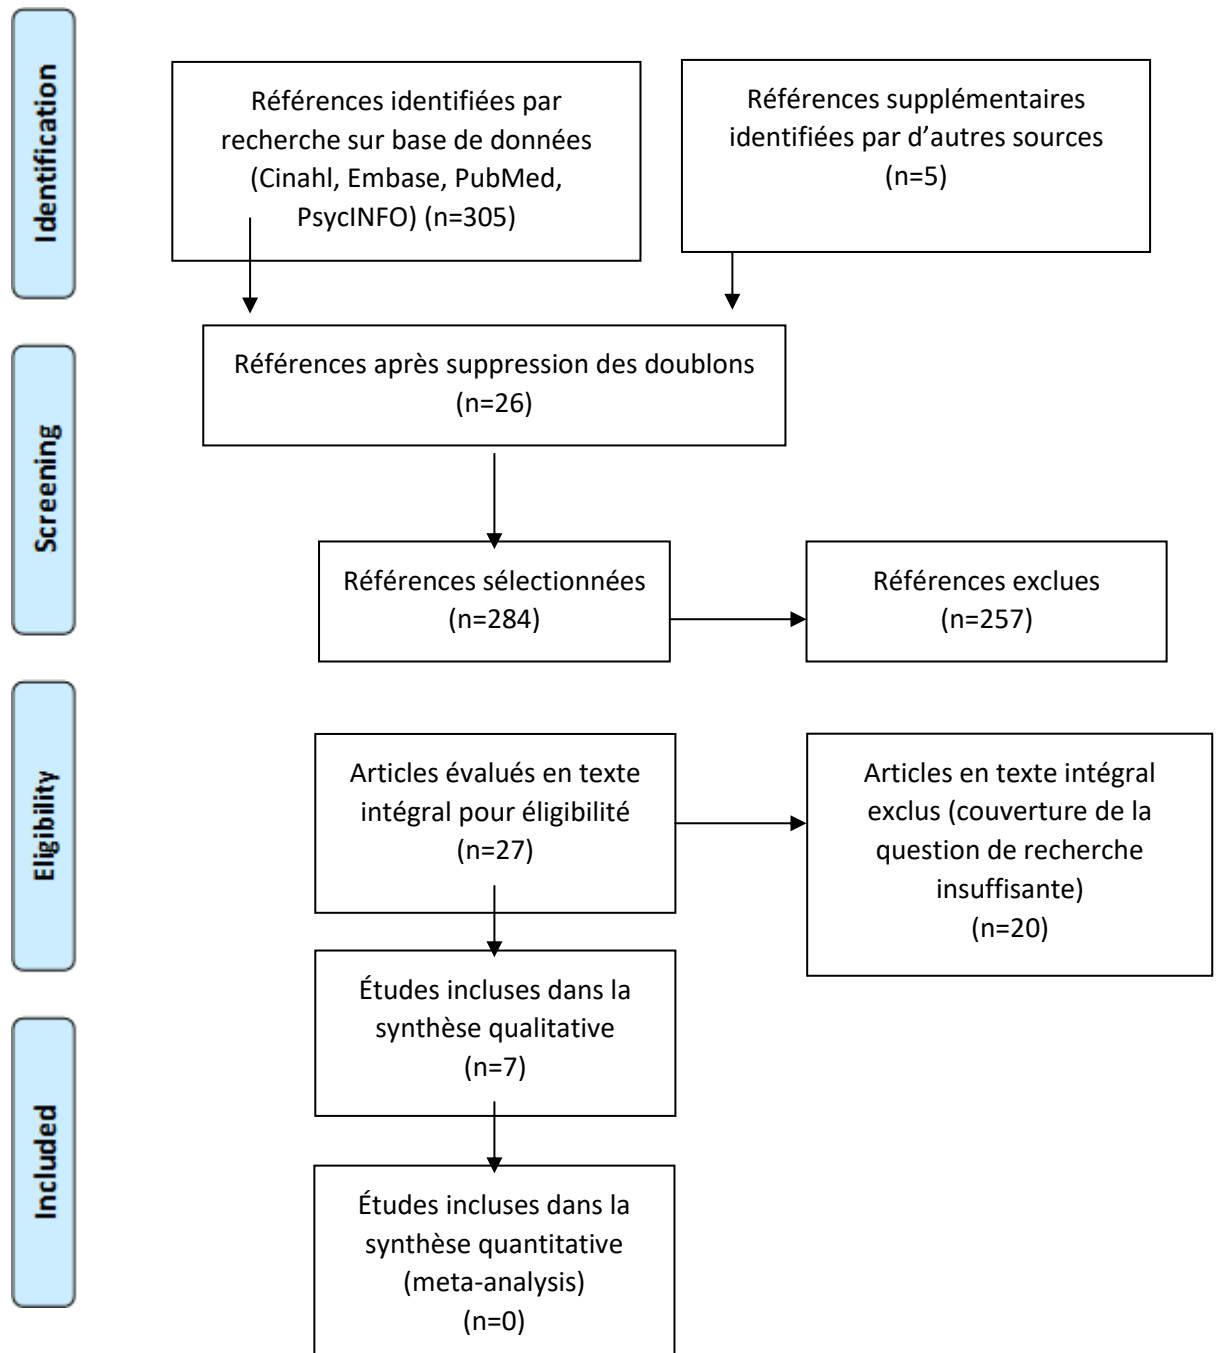 Identification
Références identifiées par
recherche sur base de données
(Cinahl, Embase, PubMed,
PsycINFO) (n=305)
Références supplémentaires
identifiées par d’autres sources
(n=5)
Screening
Références après suppression des doublons
(n=26)
Références sélectionnées
(n=284)
Références exclues
(n=257)
Eligibility
Articles évalués en texte
intégral pour éligibilité
(n=27)
Articles en texte intégral
exclus (couverture de la
question de recherche
insuffisante)
(n=20)
Études incluses dans la
synthèse qualitative
(n=7)
Included
Études incluses dans la
synthèse quantitative
(meta-analysis)
(n=0)